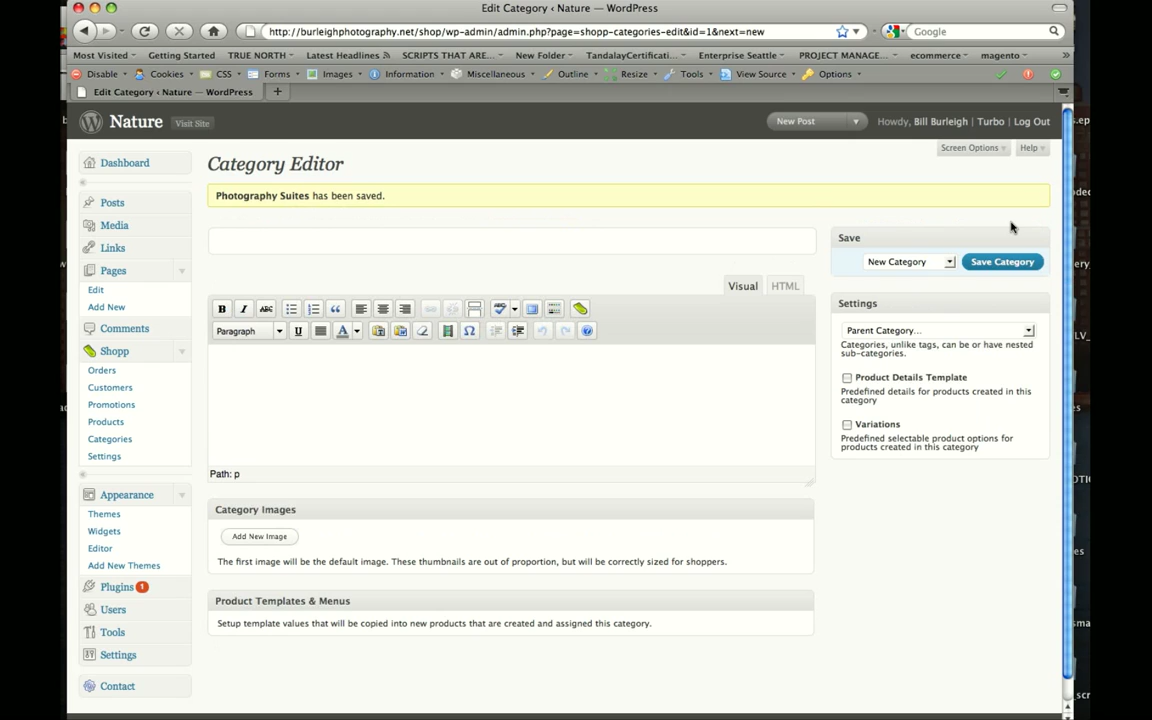 Edit Category ‹ Nature — WordPress
http://burleighphotography.net/shop/wp-admin/admin.php?page=shopp-categories-edit&id=1&next=new
Google
Most Visited Getting Started TRUE NORTH Latest Headlines SCRIPTS THAT ARE... New Folder TandalayCertificati... Enterprise Seattle PROJECT MANAGE... ecommerce magento »
Disable Cookies CSS Forms Images Information Miscellaneous Outline Resize Tools View Source Options
Edit Category ‹ Nature — WordPress +
Nature Visit Site New Post Howdy, Bill Burleigh | Turbo | Log Out
Screen Options Help
Dashboard
Posts
Media
Links
Pages
Edit
Add New
Comments
Shopp
Orders
Customers
Promotions
Products
Categories
Settings
Appearance
Themes
Widgets
Editor
Add New Themes
Plugins 1
Users
Tools
Settings
Contact
Category Editor
Photography Suites has been saved.
Visual HTML
B I ABC
Paragraph U A
Path: p
Category Images
Add New Image
The first image will be the default image. These thumbnails are out of proportion, but will be correctly sized for shoppers.
Product Templates & Menus
Setup template values that will be copied into new products that are created and assigned this category.
Save
New Category Save Category
Settings
Parent Category...
Categories, unlike tags, can be or have nested
sub-categories.
Product Details Template
Predefined details for products created in this
category
Variations
Predefined selectable product options for
products created in this category